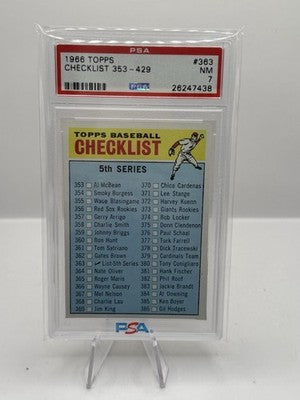 PSA
1966 TOPPS #363
CHECKLIST 353-429 NM
7
26247438
TOPPS BASEBALL
CHECKLIST
5th SERIES
353 Al McBean 370 Chico Cardenas
354 Smoky Burgess 371 Lee Stange
355 Wade Blasingame 372 Harvey Kuenn
356 Red Sox Rookies 373 Giants Rookies
357 Gerry Arrigo 374 Bob Locker
358 Charlie Smith 375 Donn Clendenon
359 Johnny Briggs 376 Paul Schaal
360 Ron Hunt 377 Turk Farrell
361 Tom Satriano 378 Dick Tracewski
362 Gates Brown 379 Cardinals Team
363 List-5th Series 380 Tony Conigliaro
364 Nate Oliver 381 Hank Fischer
365 Roger Maris 382 Phil Roof
366 Wayne Causey 383 Jackie Brandt
367 Mel Nelson 384 Al Downing
368 Charlie Lau 385 Ken Boyer
369 Jim King 386 Gil Hodges
PSA